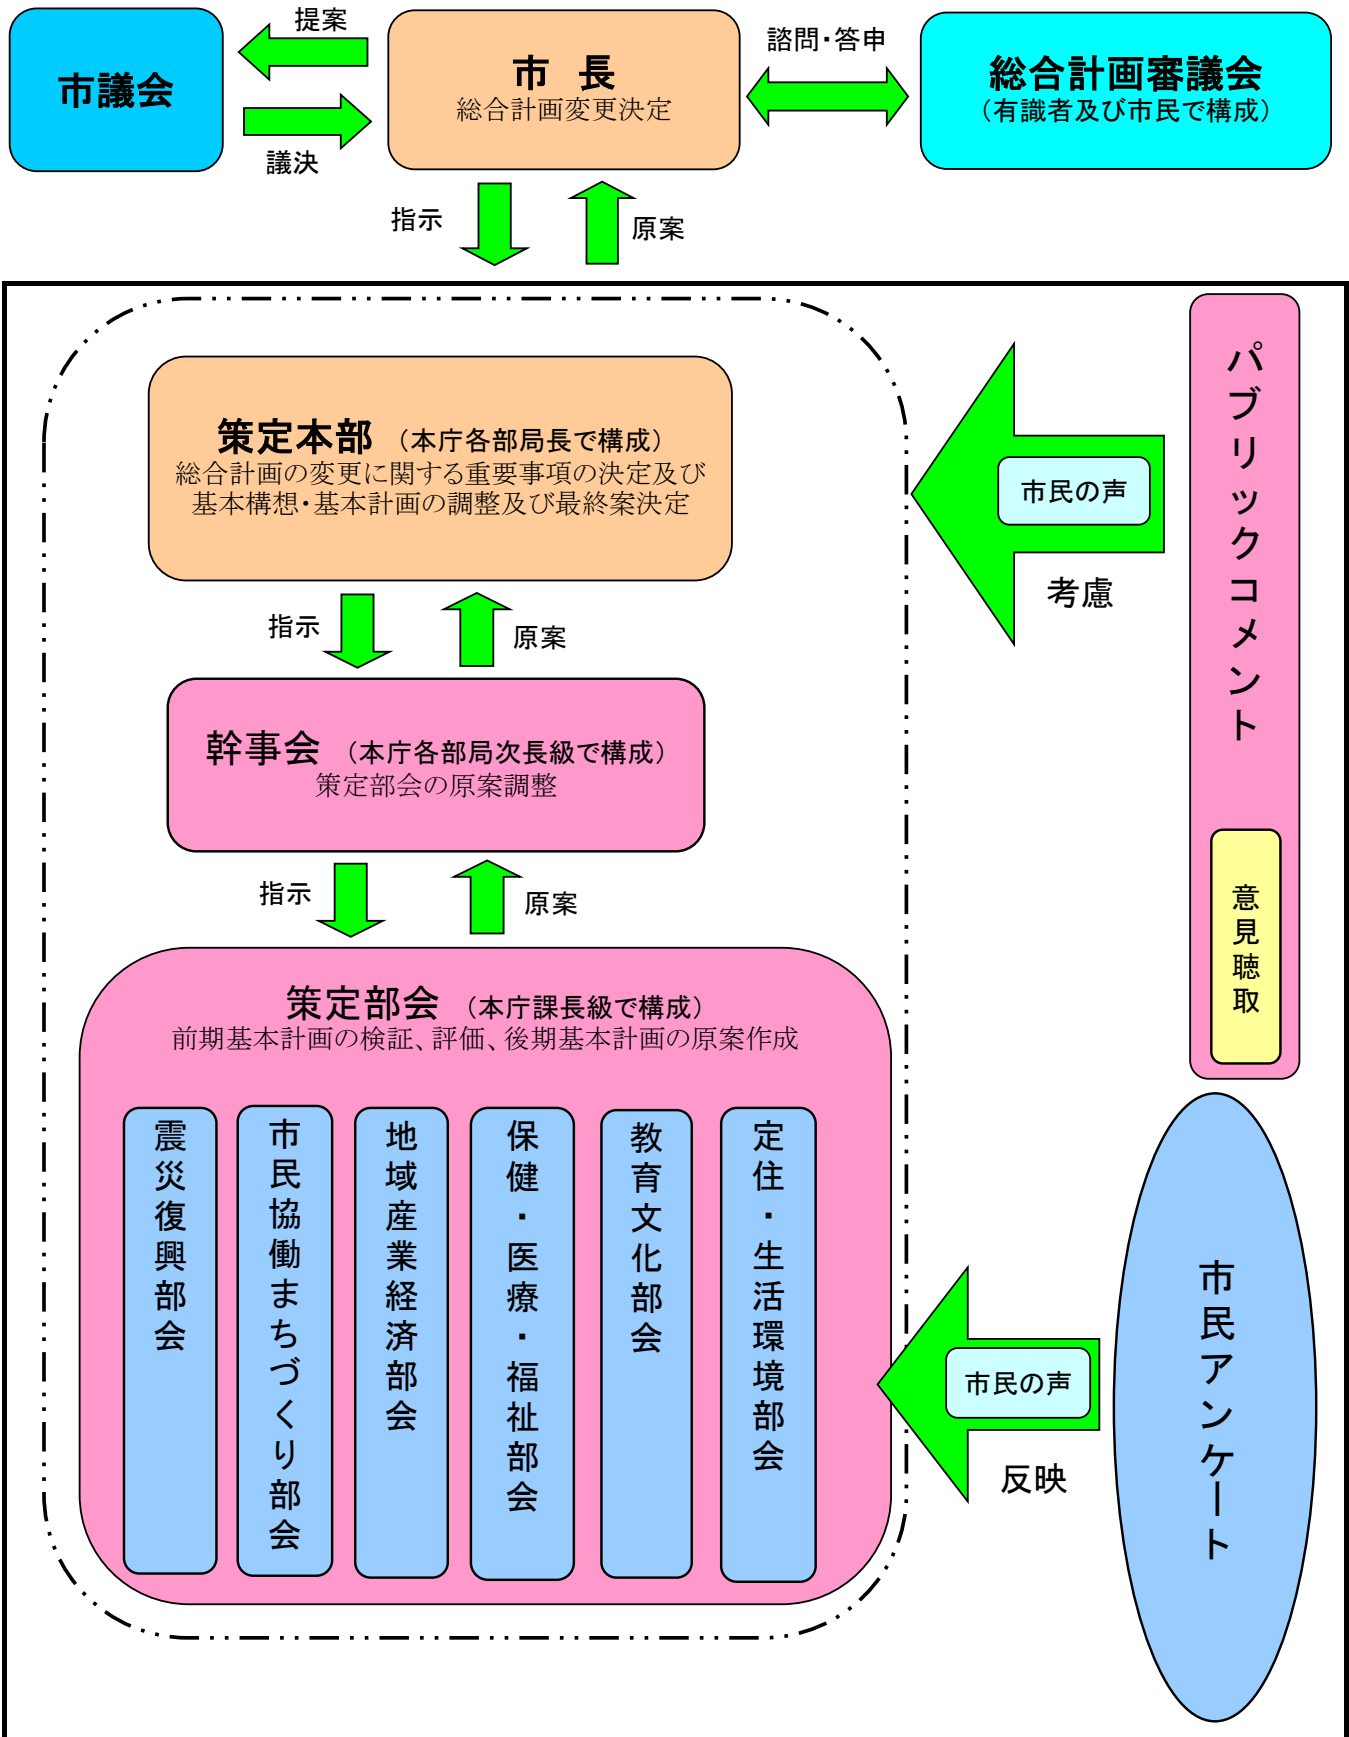 提案
市議会
議決
市　長
総合計画変更決定
諮問・答申
総合計画審議会
（有識者及び市民で構成）
指示
原案
策定本部　（本庁各部局長で構成）
総合計画の変更に関する重要事項の決定及び
基本構想・基本計画の調整及び最終案決定
市民の声
考慮
パブリックコメント
意見聴取
指示
原案
幹事会　（本庁各部局次長級で構成）
策定部会の原案調整
指示
原案
策定部会　（本庁課長級で構成）
前期基本計画の検証、評価、後期基本計画の原案作成
震災復興部会
市民協働まちづくり部会
地域産業経済部会
保健・医療・福祉部会
教育文化部会
定住・生活環境部会
市民の声
反映
市民アンケート